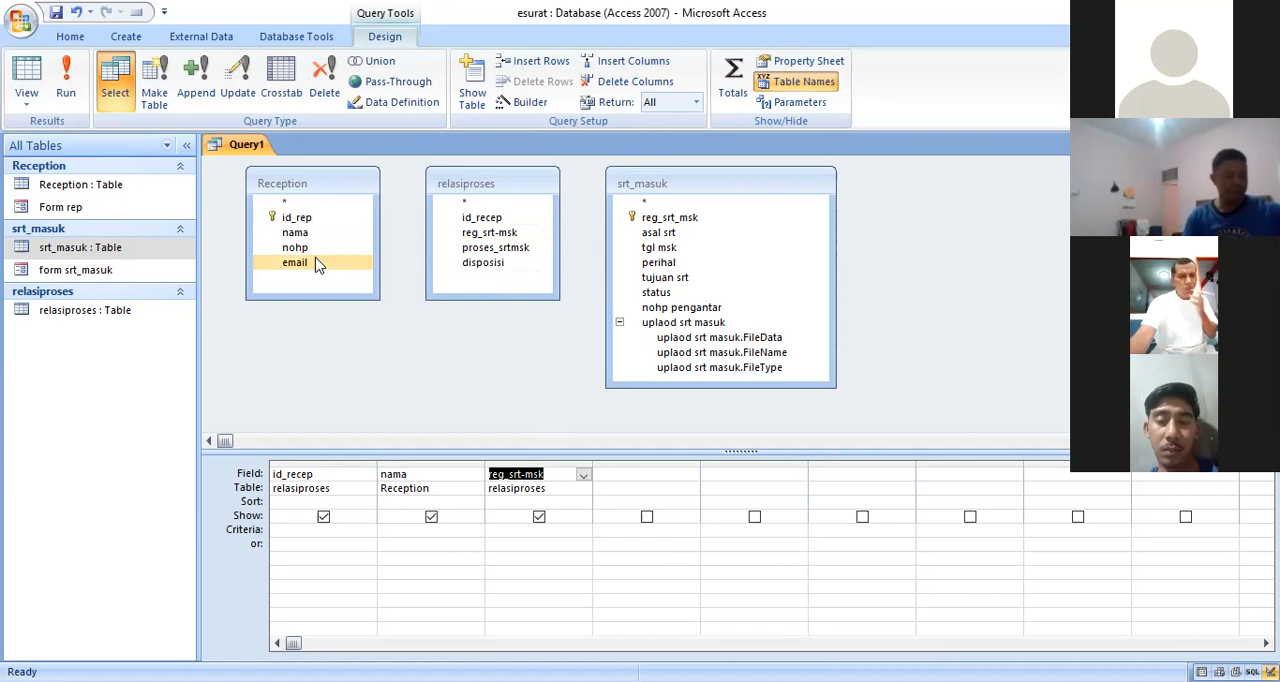 Query Tools
esurat : Database (Access 2007) - Microsoft Access
Home
Create
External Data
Database Tools
Design
View
Run
Select
Make Table
Append
Update
Crosstab
Delete
Union
Pass-Through
Data Definition
Show Table
Insert Rows
Delete Rows
Builder
Insert Columns
Delete Columns
Return: All
Totals
Property Sheet
Table Names
Parameters
Results
Query Type
Query Setup
Show/Hide
All Tables
Reception
Reception : Table
Form rep
srt_masuk
srt_masuk : Table
form srt_masuk
relasiproses
relasiproses : Table
Query1
Reception
*
id_rep
nama
nohp
email
relasiproses
*
id_recep
reg_srt-msk
proses_srtmsk
disposisi
srt_masuk
*
reg_srt_msk
asal srt
tgl msk
perihal
tujuan srt
status
nohp pengantar
uplaod srt masuk
uplaod srt masuk.FileData
uplaod srt masuk.FileName
uplaod srt masuk.FileType
Field: id_recep nama reg_srt-msk
Table: relasiproses Reception relasiproses
Sort:
Show:
Criteria:
or:
Ready
SQL